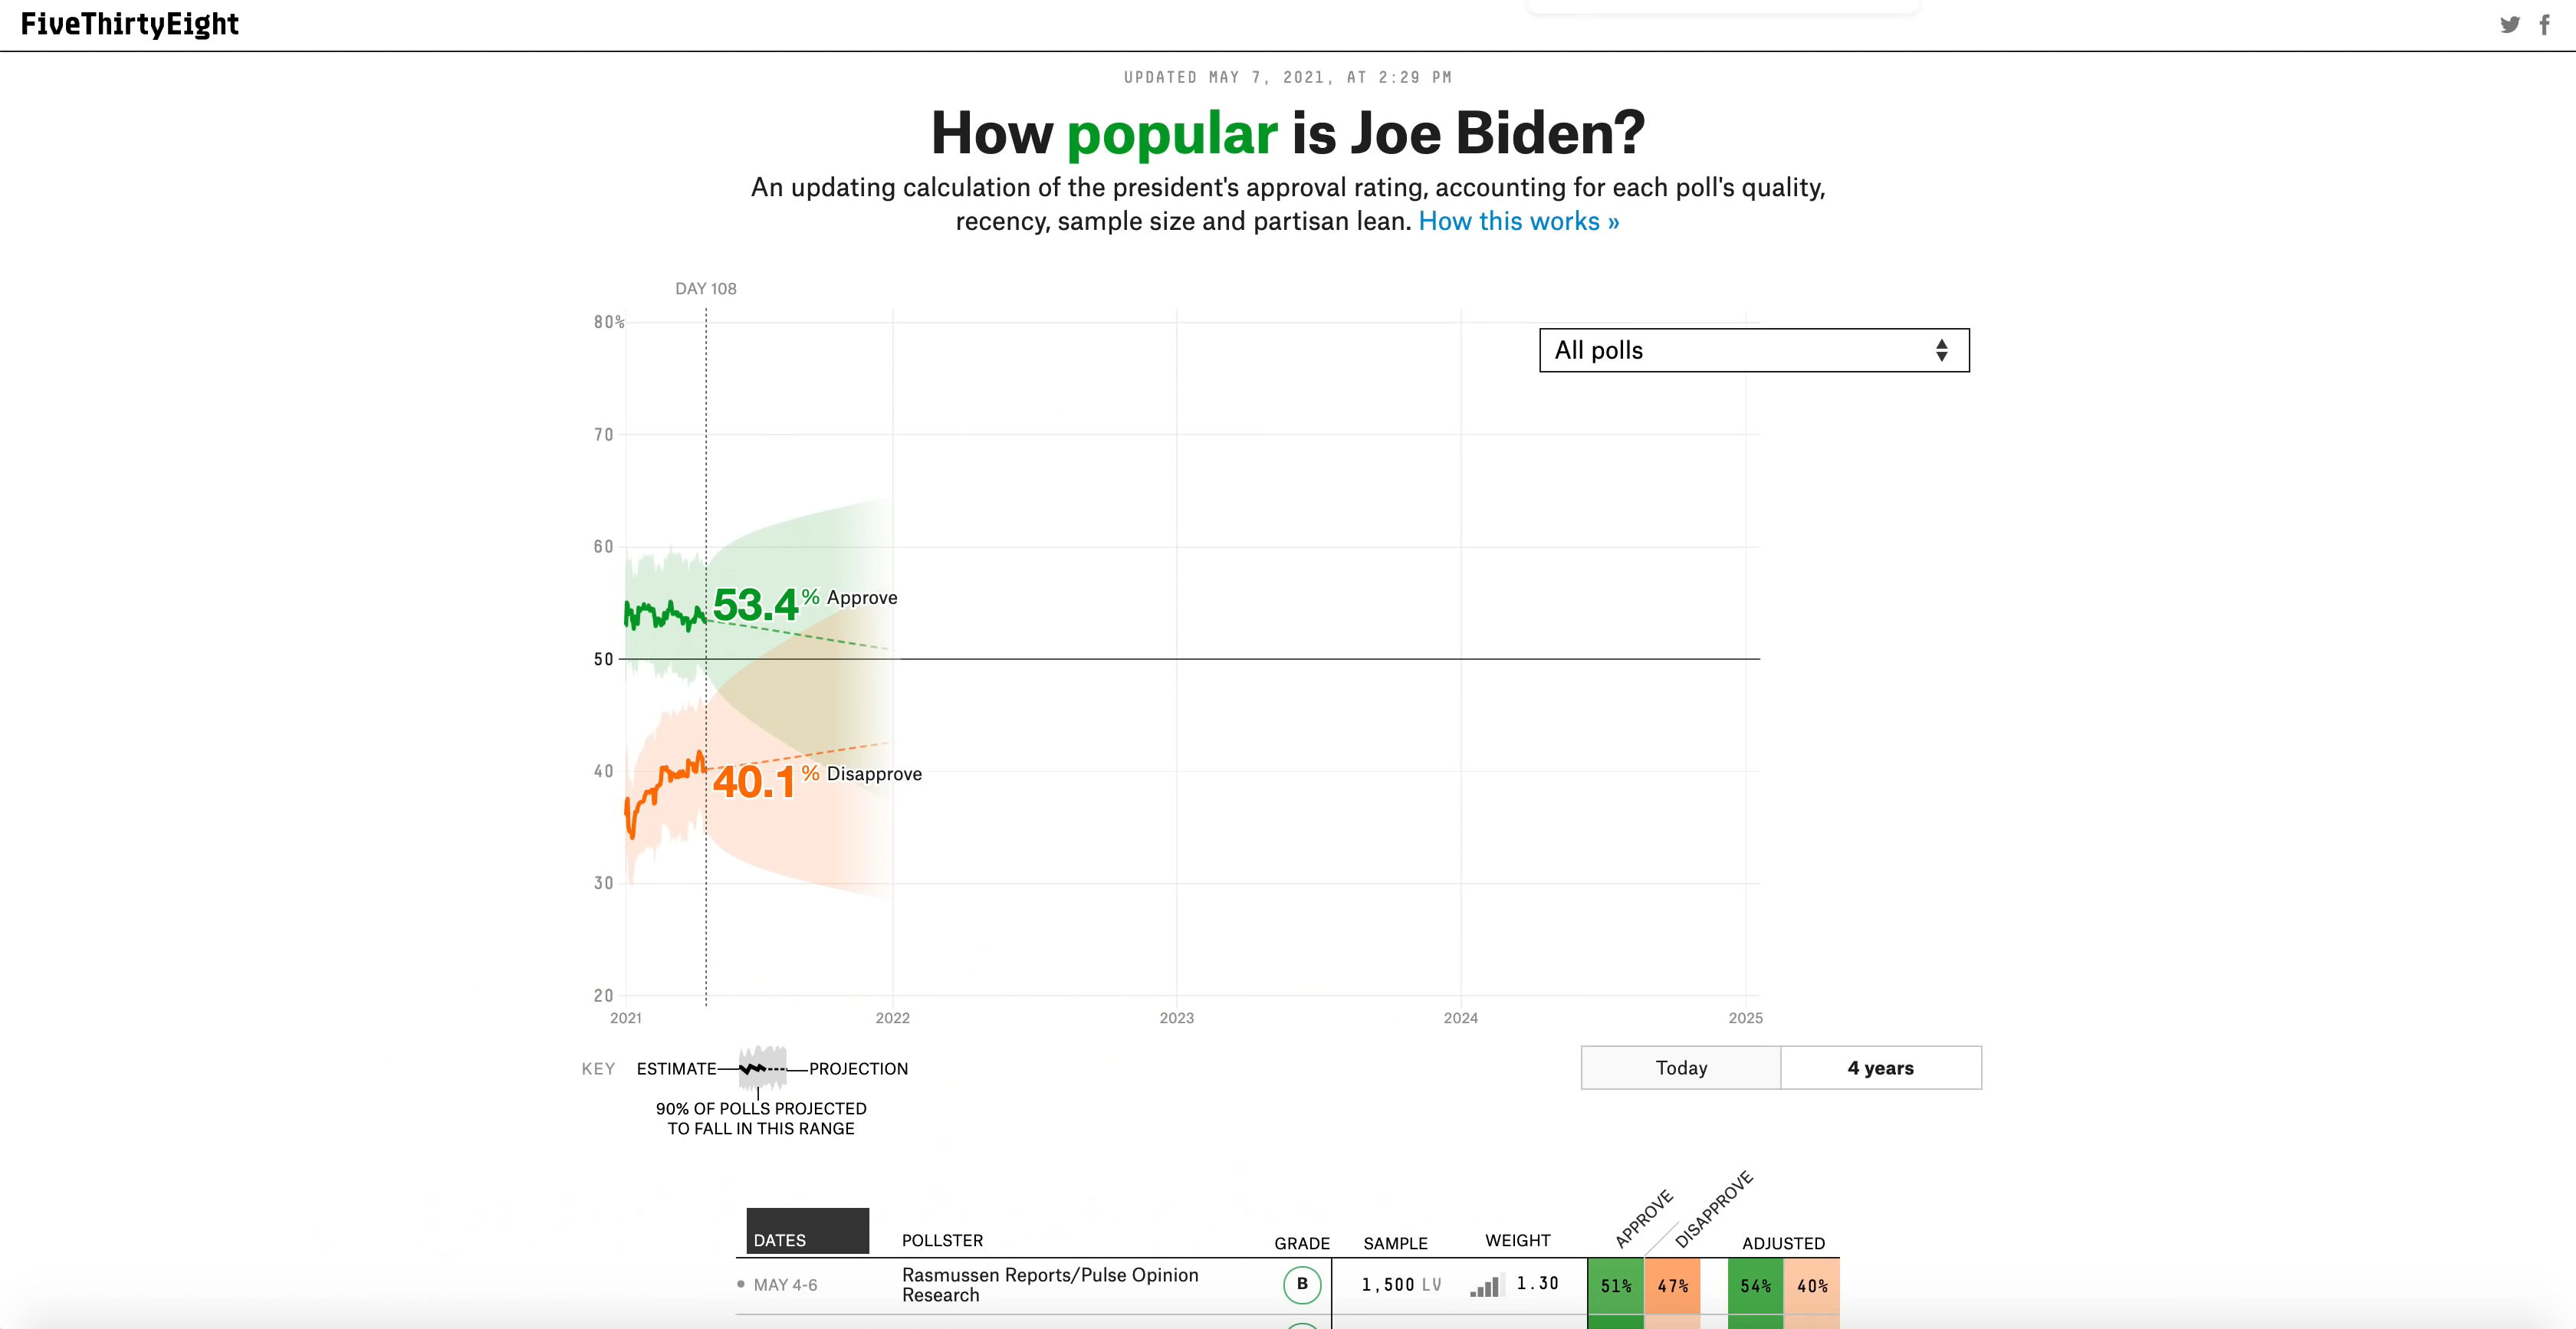 FiveThirtyEight
UPDATED MAY 7, 2021, AT 2:29 PM
How popular is Joe Biden?
An updating calculation of the president's approval rating, accounting for each poll's quality,
recency, sample size and partisan lean. How this works »
DAY 108
80%
All polls
70
60
53.4% Approve
50
40
40.1% Disapprove
30
20
2021 2022 2023 2024 2025
KEY ESTIMATE PROJECTION
90% OF POLLS PROJECTED
TO FALL IN THIS RANGE
Today 4 years
DATES POLLSTER GRADE SAMPLE WEIGHT APPROVE DISAPPROVE ADJUSTED
MAY 4-6 Rasmussen Reports/Pulse Opinion
Research B 1,500 LV 1.30 51% 47% 54% 40%